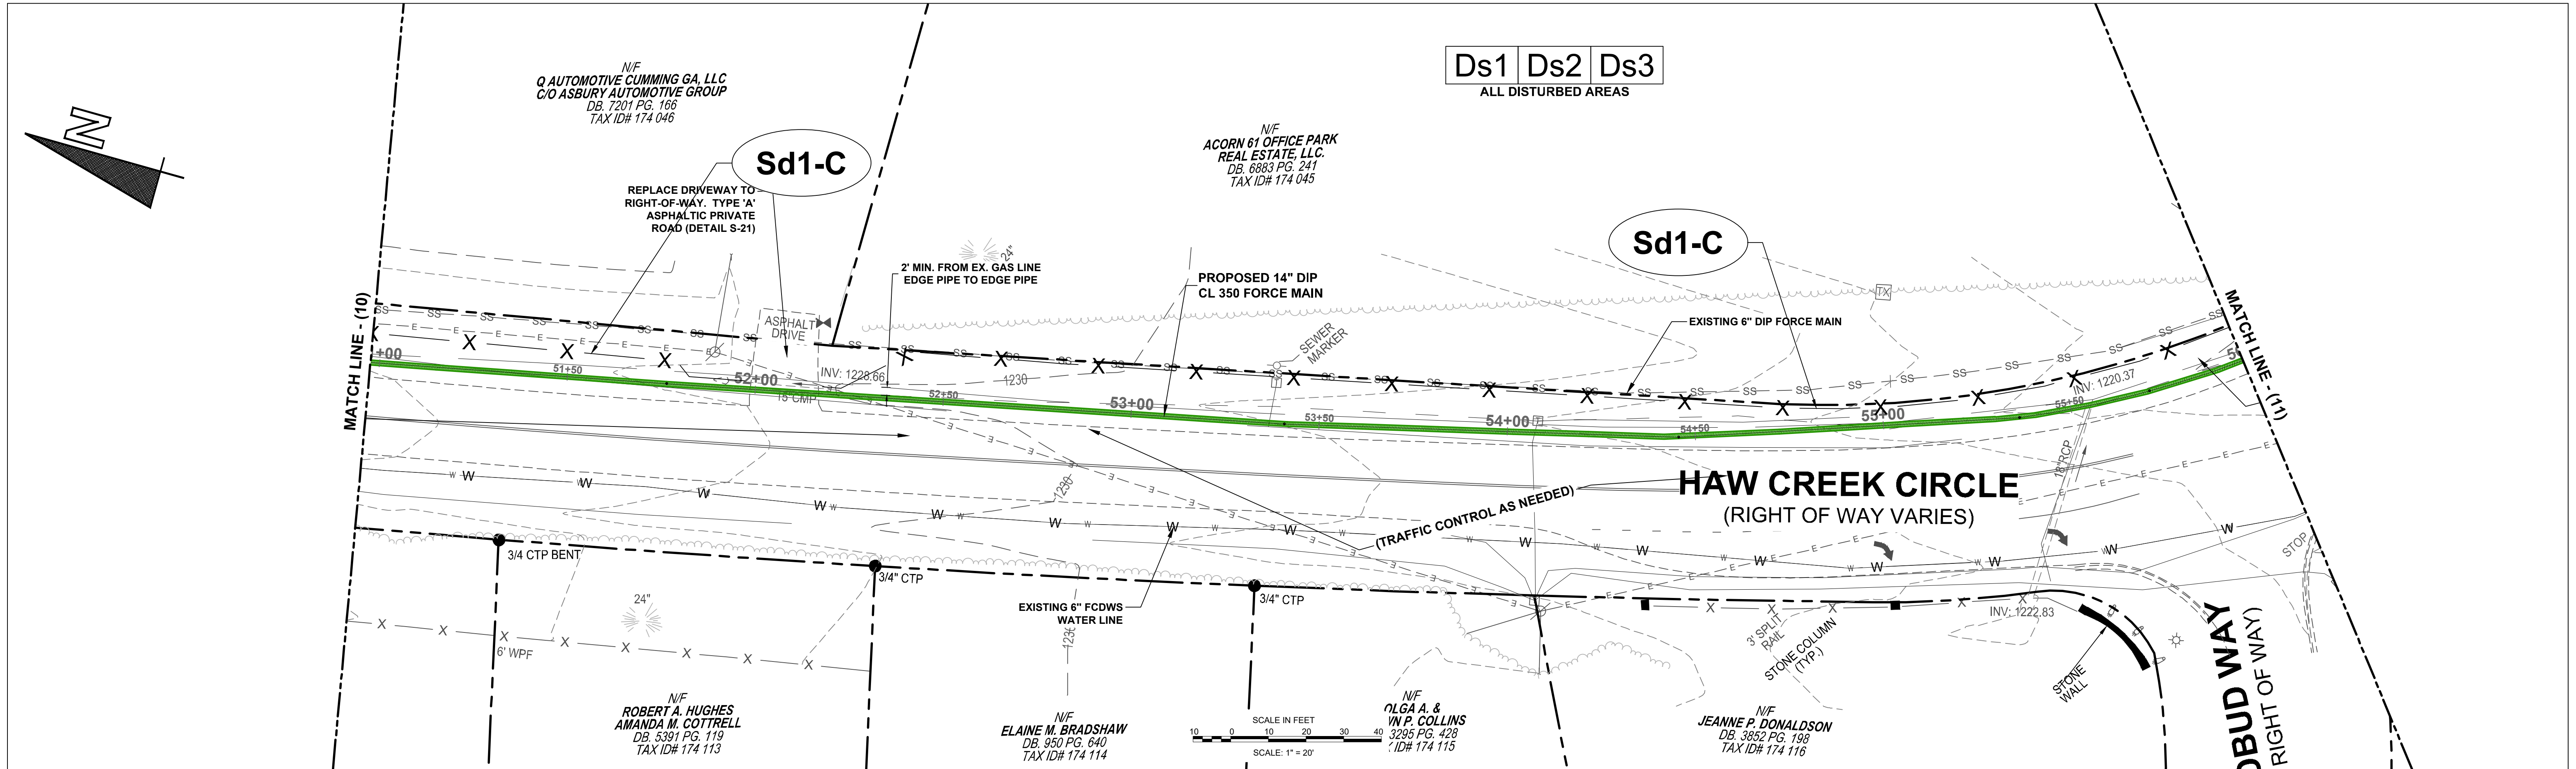 N
N/F
Q AUTOMOTIVE CUMMING GA, LLC
C/O ASBURY AUTOMOTIVE GROUP
DB. 7201 PG. 166
TAX ID# 174 046
Ds1 Ds2 Ds3
ALL DISTURBED AREAS
N/F
ACORN 61 OFFICE PARK
REAL ESTATE, LLC.
DB. 6883 PG. 241
TAX ID# 174 045
Sd1-C
REPLACE DRIVEWAY TO
RIGHT-OF-WAY. TYPE 'A'
ASPHALTIC PRIVATE
ROAD (DETAIL S-21)
Sd1-C
24"
2' MIN. FROM EX. GAS LINE
EDGE PIPE TO EDGE PIPE
PROPOSED 14" DIP
CL 350 FORCE MAIN
TX
MATCH LINE - (10)
MATCH LINE - (11)
ASPHALT
DRIVE
SEWER
MARKER
EXISTING 6" DIP FORCE MAIN
+00
51+50
52+00
INV: 1228.66
18"CMP
52+50
1230
53+00
53+50
54+00
54+50
55+00
55+50
INV: 1220.37
18"RCP
HAW CREEK CIRCLE
(RIGHT OF WAY VARIES)
(TRAFFIC CONTROL AS NEEDED)
1230
3/4 CTP BENT
3/4" CTP
3/4" CTP
STOP
24"
6' WPF
EXISTING 6" FCDWS
WATER LINE
3' SPLIT
RAIL
STONE COLUMN
(TYP.)
INV: 1222.83
STONE
WALL
DBUD WAY
RIGHT OF WAY)
N/F
ROBERT A. HUGHES
AMANDA M. COTTRELL
DB. 5391 PG. 119
TAX ID# 174 113
N/F
ELAINE M. BRADSHAW
DB. 950 PG. 640
TAX ID# 174 114
SCALE IN FEET
10 0 10 20 30 40
SCALE: 1" = 20'
N/F
OLGA A. &
P. COLLINS
3295 PG. 428
ID# 174 115
N/F
JEANNE P. DONALDSON
DB. 3852 PG. 198
TAX ID# 174 116